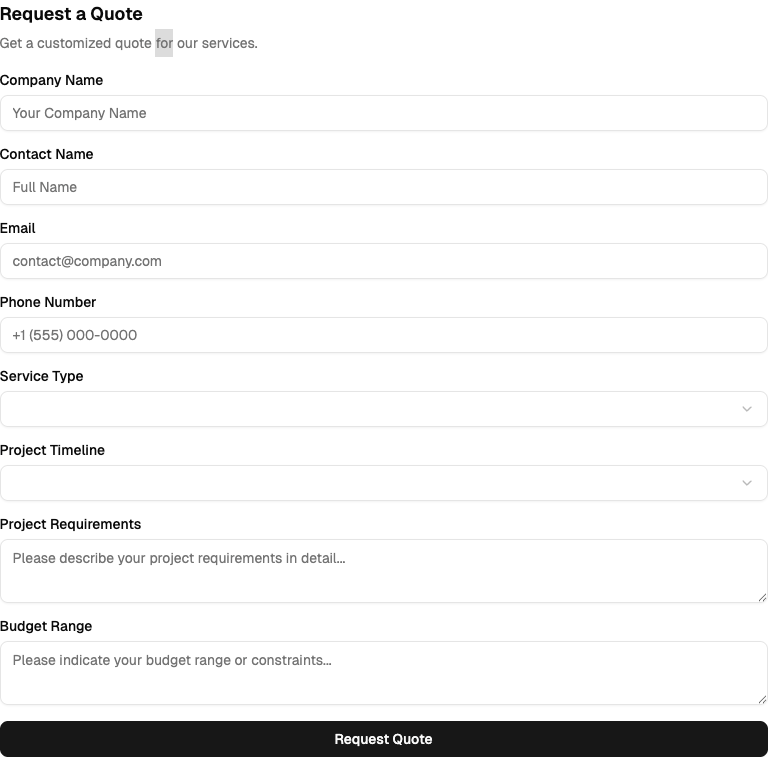 Request a Quote
Get a customized quote for our services.
Company Name
Your Company Name
Contact Name
Full Name
Email
contact@company.com
Phone Number
+1 (555) 000-0000
Service Type
Project Timeline
Project Requirements
Please describe your project requirements in detail...
Budget Range
Please indicate your budget range or constraints...
Request Quote